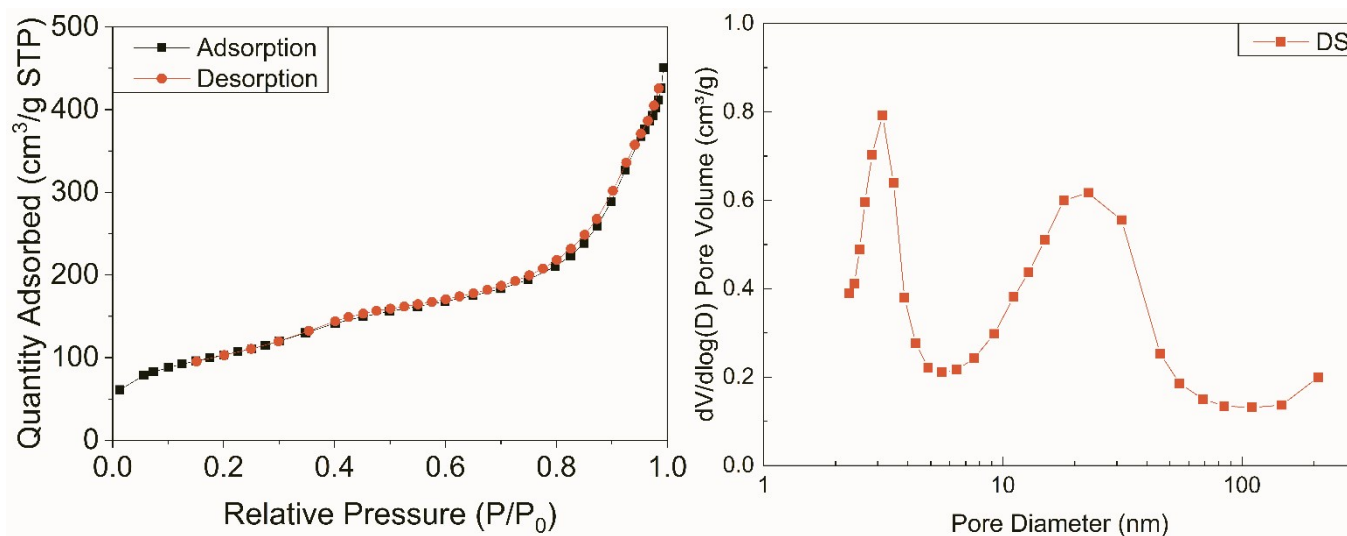 500
400
300
200
100
0
Quantity Adsorbed (cm³/g STP)
Adsorption
Desorption
0.0 0.2 0.4 0.6 0.8 1.0
Relative Pressure (P/P₀)
1.0
0.8
0.6
0.4
0.2
0.0
dV/dlog(D) Pore Volume (cm³/g)
DS
1 10 100
Pore Diameter (nm)